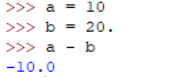 >>> a = 10
>>> b = 20.
>>> a - b
-10.0